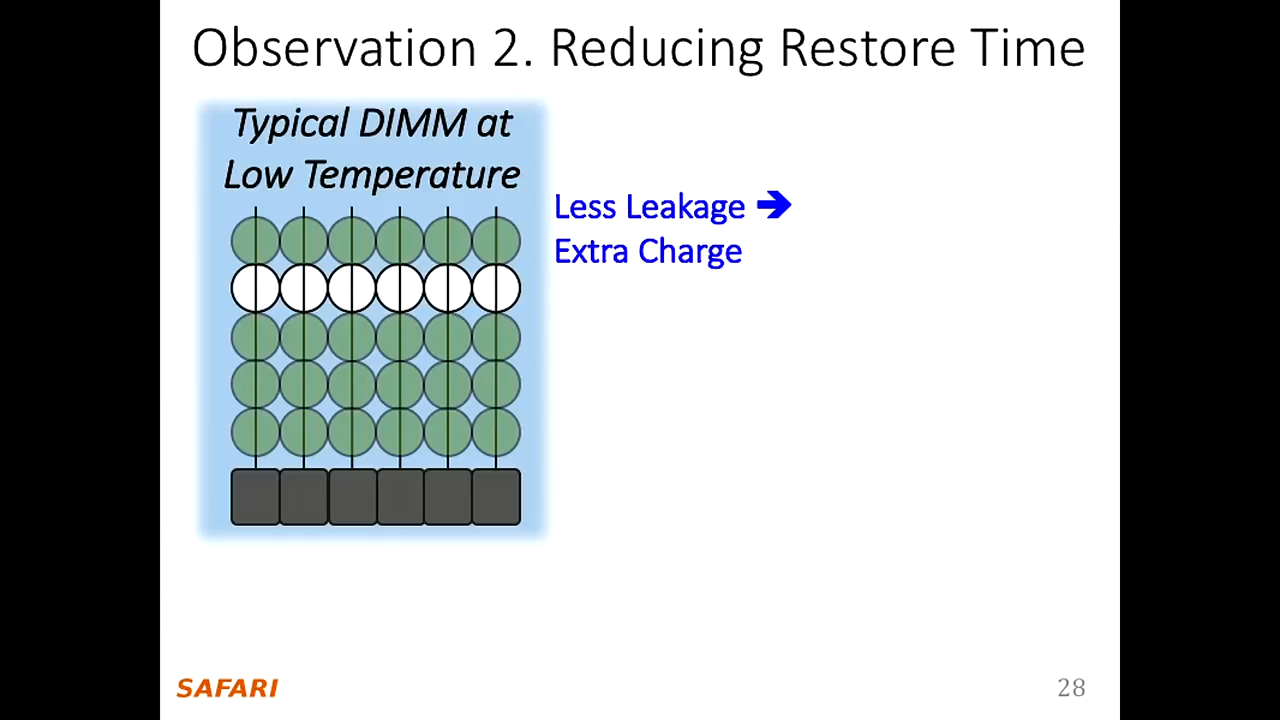 Observation 2. Reducing Restore Time
Typical DIMM at
Low Temperature
Less Leakage ➔
Extra Charge
SAFARI
28